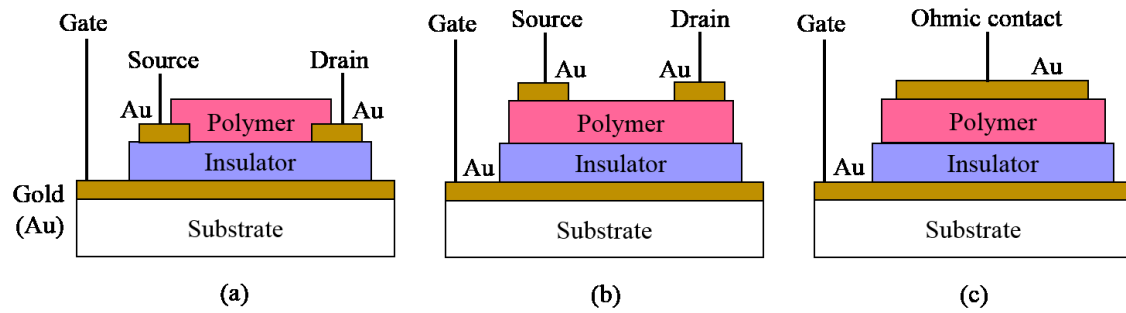 Gate
Source
Drain
Au
Au
Polymer
Insulator
Gold
(Au)
Substrate
(a)
Gate
Source
Drain
Au
Au
Polymer
Au
Insulator
Substrate
(b)
Gate
Ohmic contact
Au
Polymer
Au
Insulator
Substrate
(c)